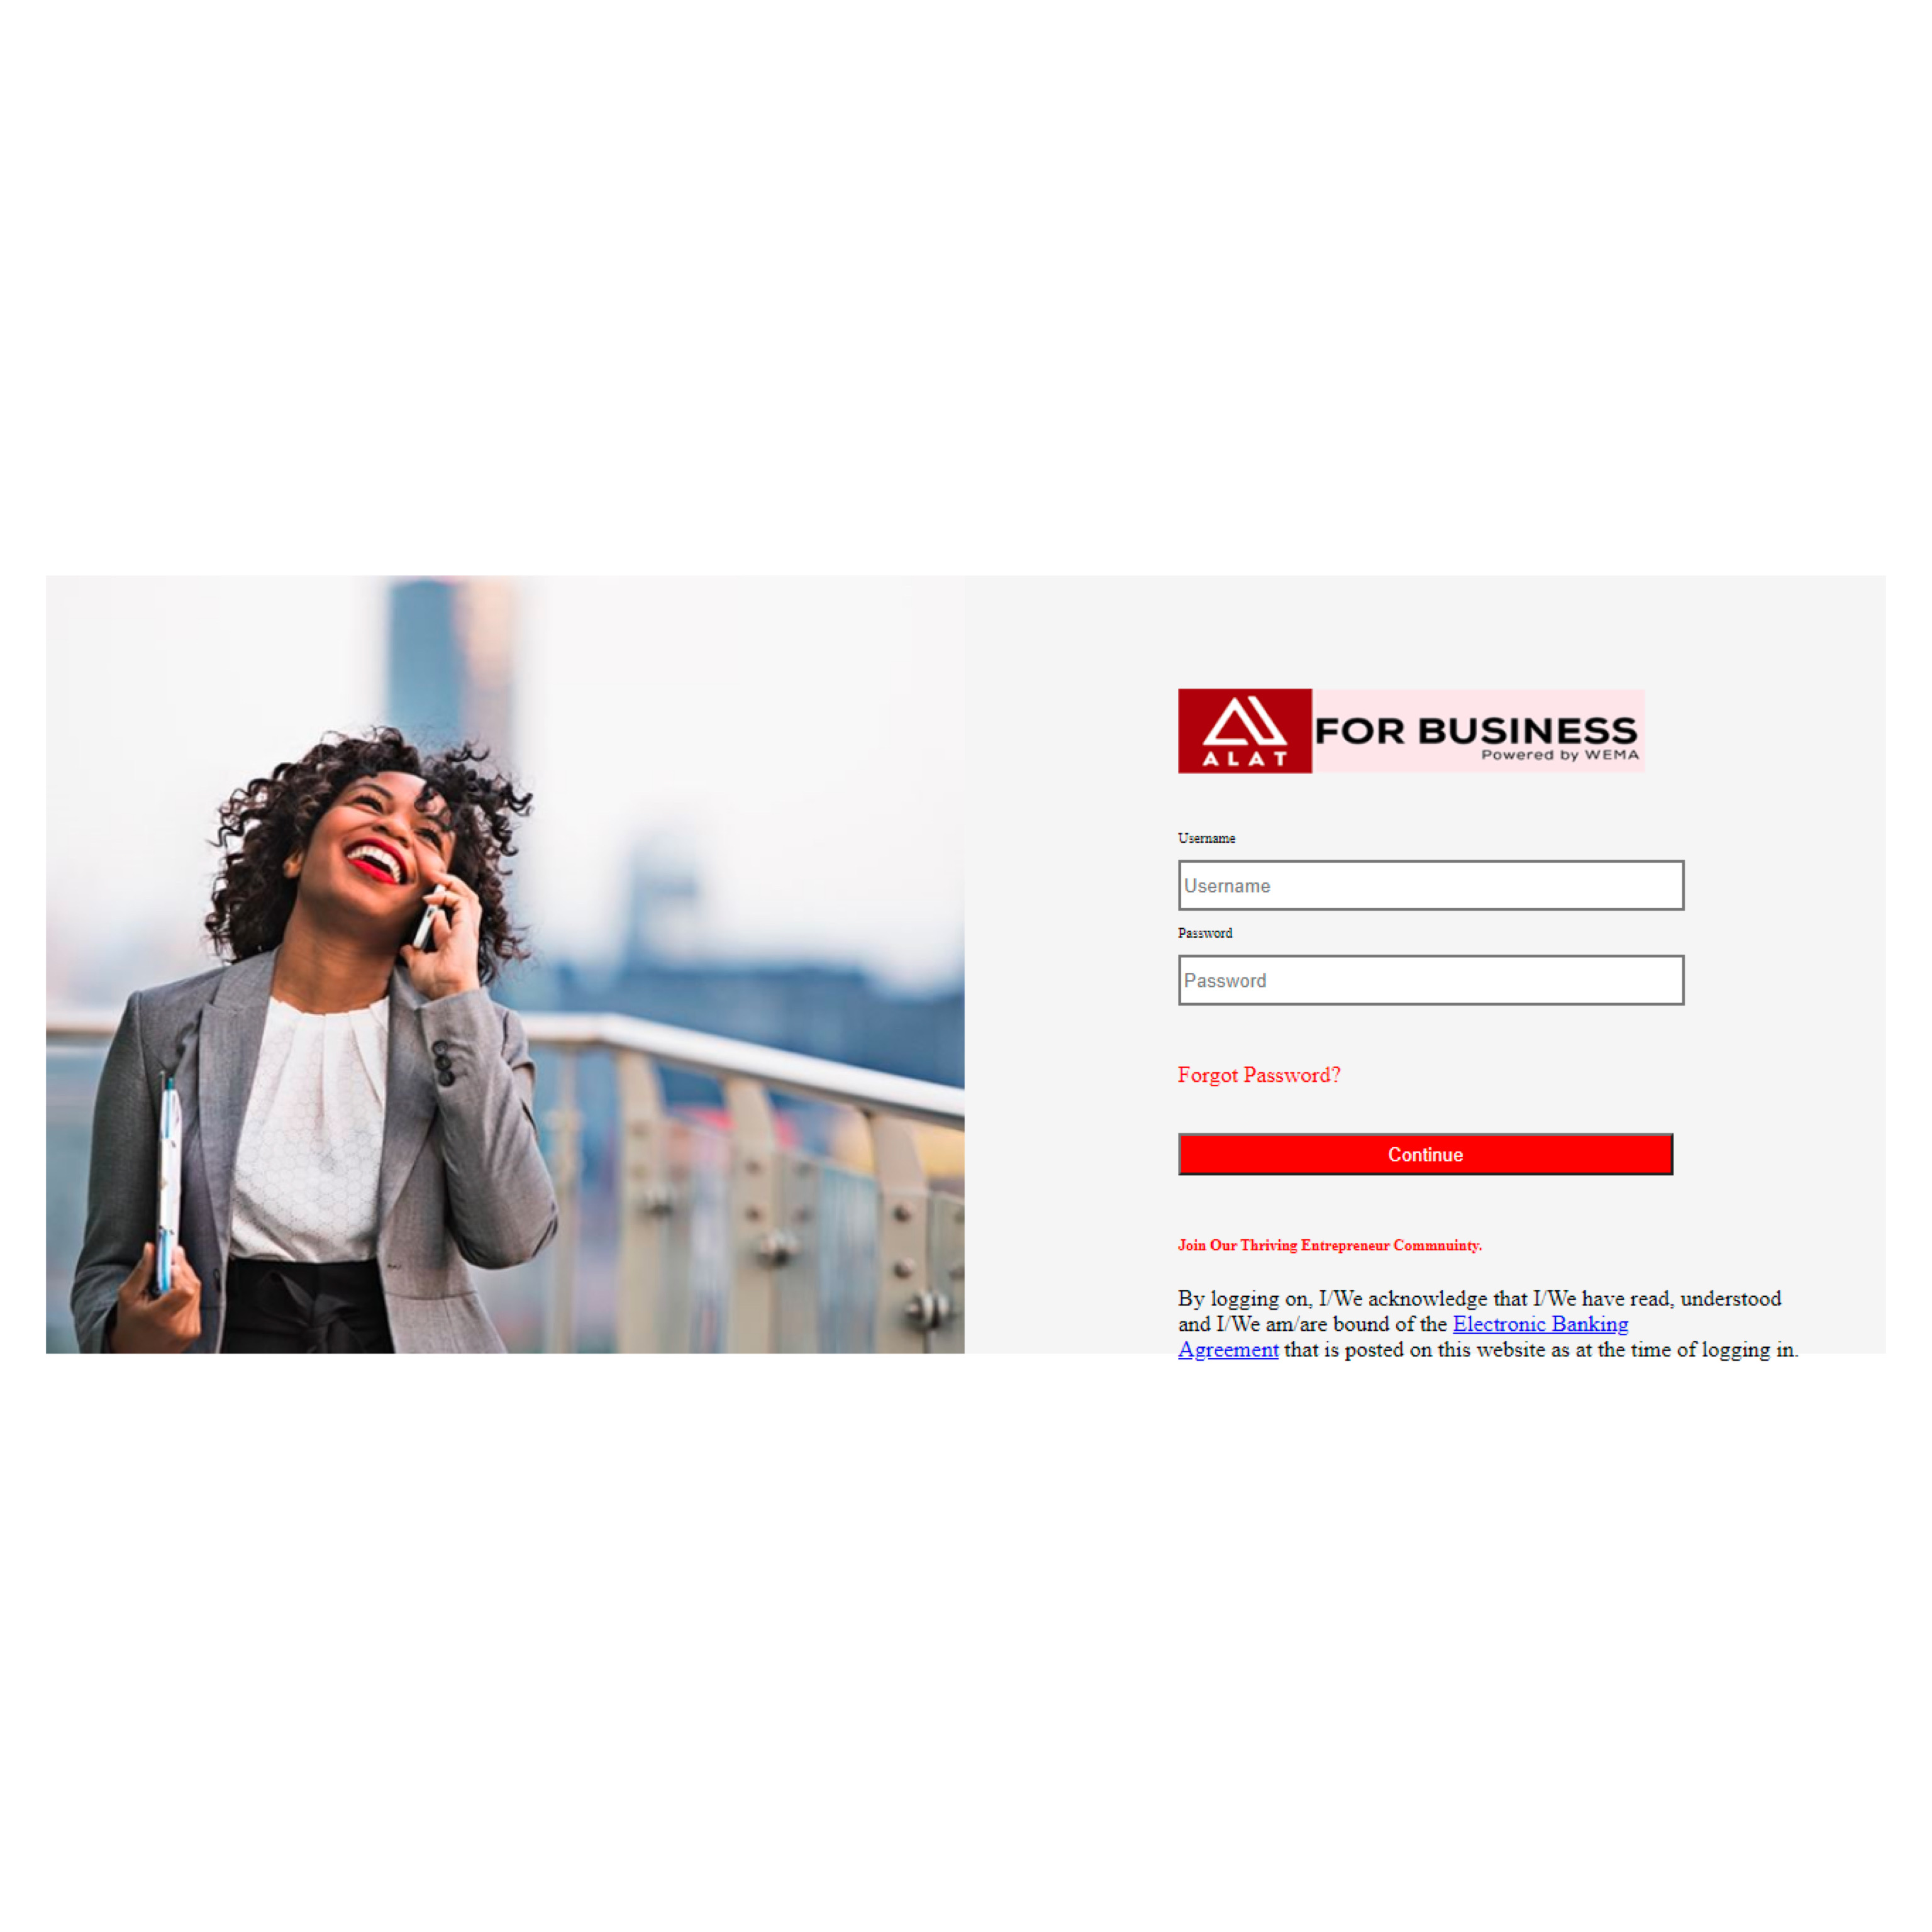 ALAT
FOR BUSINESS
Powered by WEMA
Username
Username
Password
Password
Forgot Password?
Continue
Join Our Thriving Entrepreneur Commnuinty.
By logging on, I/We acknowledge that I/We have read, understood
and I/We am/are bound of the Electronic Banking
Agreement that is posted on this website as at the time of logging in.